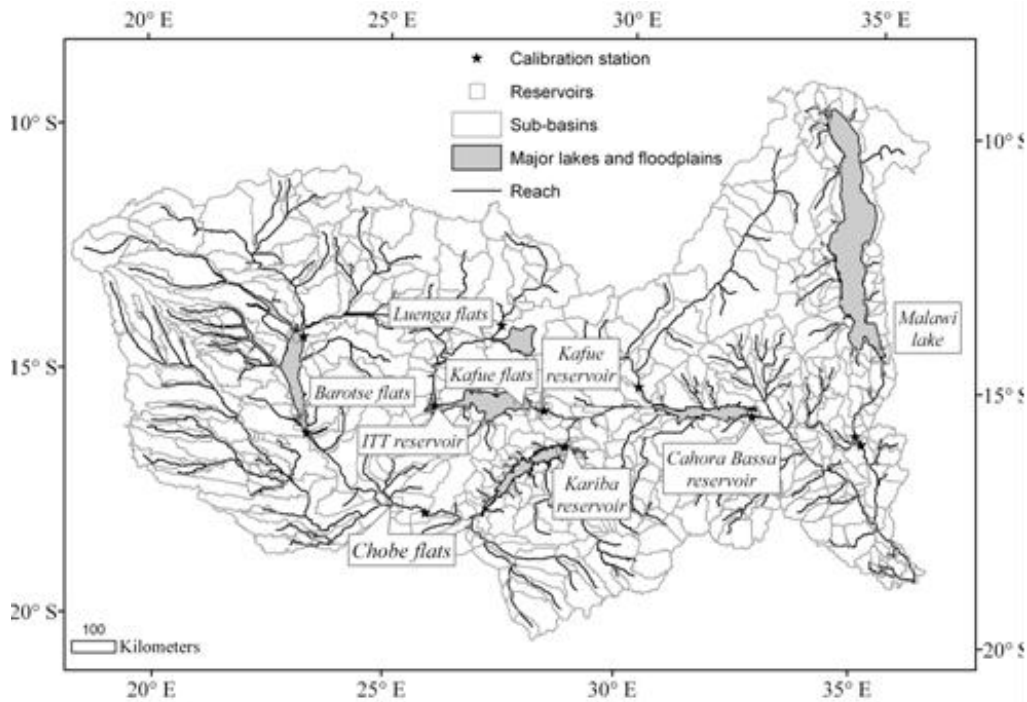 20° E 25° E 30° E 35° E
Calibration station
Reservoirs
Sub-basins
Major lakes and floodplains
Reach
10° S
10° S
Luenga flats
Malawi
lake
Kafue
reservoir
15° S
Kafue flats
Barotse flats
15° S
ITT reservoir
Cahora Bassa
reservoir
Kariba
reservoir
Chobe flats
20° S
100
Kilometers
20° S
20° E 25° E 30° E 35° E